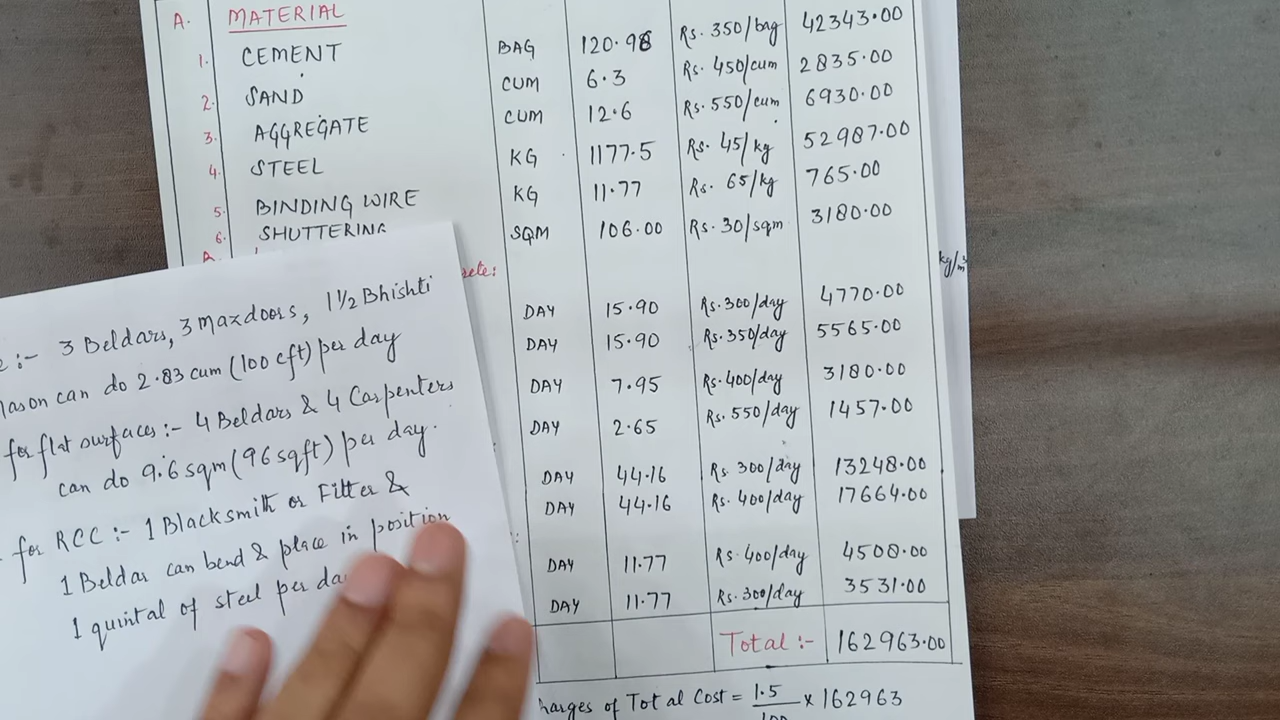 A. MATERIAL
1. CEMENT BAG 120.98 Rs. 350/bag 42343.00
2. SAND CUM 6.3 Rs. 450/cum 2835.00
3. AGGREGATE CUM 12.6 Rs. 550/cum 6930.00
4. STEEL KG 1177.5 Rs. 45/kg 52987.00
5. BINDING WIRE KG 11.77 Rs. 65/kg 765.00
6. SHUTTERING SQM 106.00 Rs. 30/sqm 3180.00
kg/m³
DAY 15.90 Rs. 300/day 4770.00
DAY 15.90 Rs. 350/day 5565.00
DAY 7.95 Rs. 400/day 3180.00
DAY 2.65 Rs. 550/day 1457.00
DAY 44.16 Rs. 300/day 13248.00
DAY 44.16 Rs. 400/day 17664.00
DAY 11.77 Rs. 400/day 4508.00
DAY 11.77 Rs. 300/day 3531.00
Total :- 162963.00
harges of Total Cost = 1.5/100 x 162963
:- 3 Beldars, 3 maxdoors, 1½ Bhishti
ason can do 2.83 cum (100 cft) per day
for flat surfaces :- 4 Beldars & 4 Carpenters
can do 9.6 sqm (96 sqft) per day.
for RCC :- 1 Blacksmith or Fitter &
1 Beldar can bend & place in position
1 quintal of steel per da